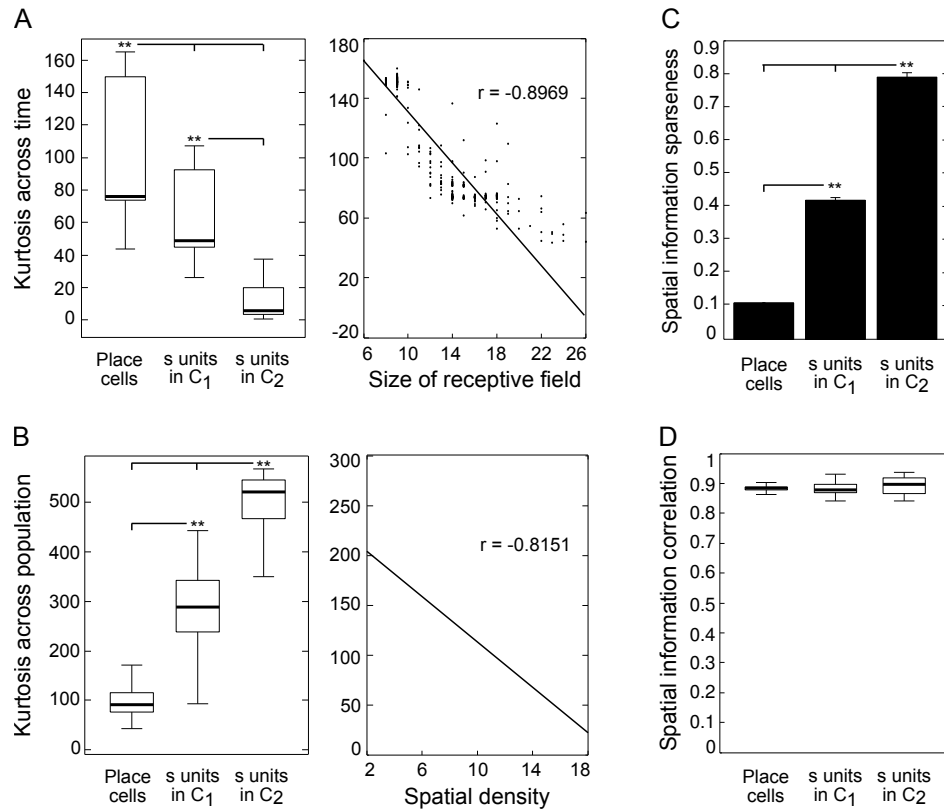 A
Kurtosis across time
160
140
120
100
80
60
40
20
0
**
**
Place cells
s units in C1
s units in C2
180
140
100
60
20
-20
r = -0.8969
6 10 14 18 22 26
Size of receptive field
B
Kurtosis across population
500
400
300
200
100
0
**
**
Place cells
s units in C1
s units in C2
300
250
200
150
100
50
0
r = -0.8151
2 6 10 14 18
Spatial density
C
Spatial information sparseness
0.9
0.8
0.7
0.6
0.5
0.4
0.3
0.2
0.1
0
**
**
Place cells
s units in C1
s units in C2
D
Spatial information correlation
1
0.9
0.8
0.7
0.6
0.5
0.4
0.3
0.2
0.1
0
Place cells
s units in C1
s units in C2